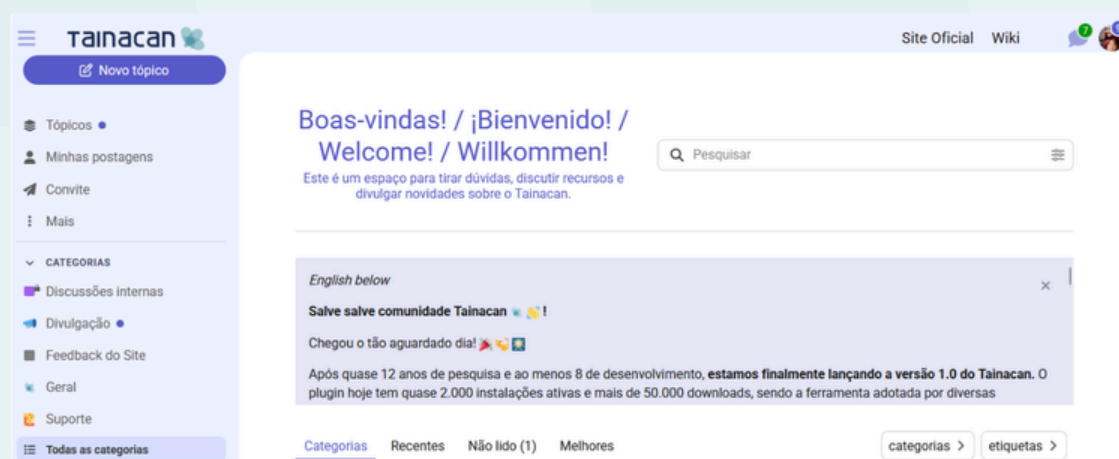 Tainacan
Site Oficial Wiki
7
Novo tópico
Tópicos
Minhas postagens
Convite
Mais
CATEGORIAS
Discussões internas
Divulgação
Feedback do Site
Geral
Suporte
Todas as categorias
Boas-vindas! / ¡Bienvenido! /
Welcome! / Willkommen!
Este é um espaço para tirar dúvidas, discutir recursos e
divulgar novidades sobre o Tainacan.
Pesquisar
English below
Salve salve comunidade Tainacan !
Chegou o tão aguardado dia!
Após quase 12 anos de pesquisa e ao menos 8 de desenvolvimento, estamos finalmente lançando a versão 1.0 do Tainacan. O
plugin hoje tem quase 2.000 instalações ativas e mais de 50.000 downloads, sendo a ferramenta adotada por diversas
Categorias Recentes Não lido (1) Melhores
categorias etiquetas